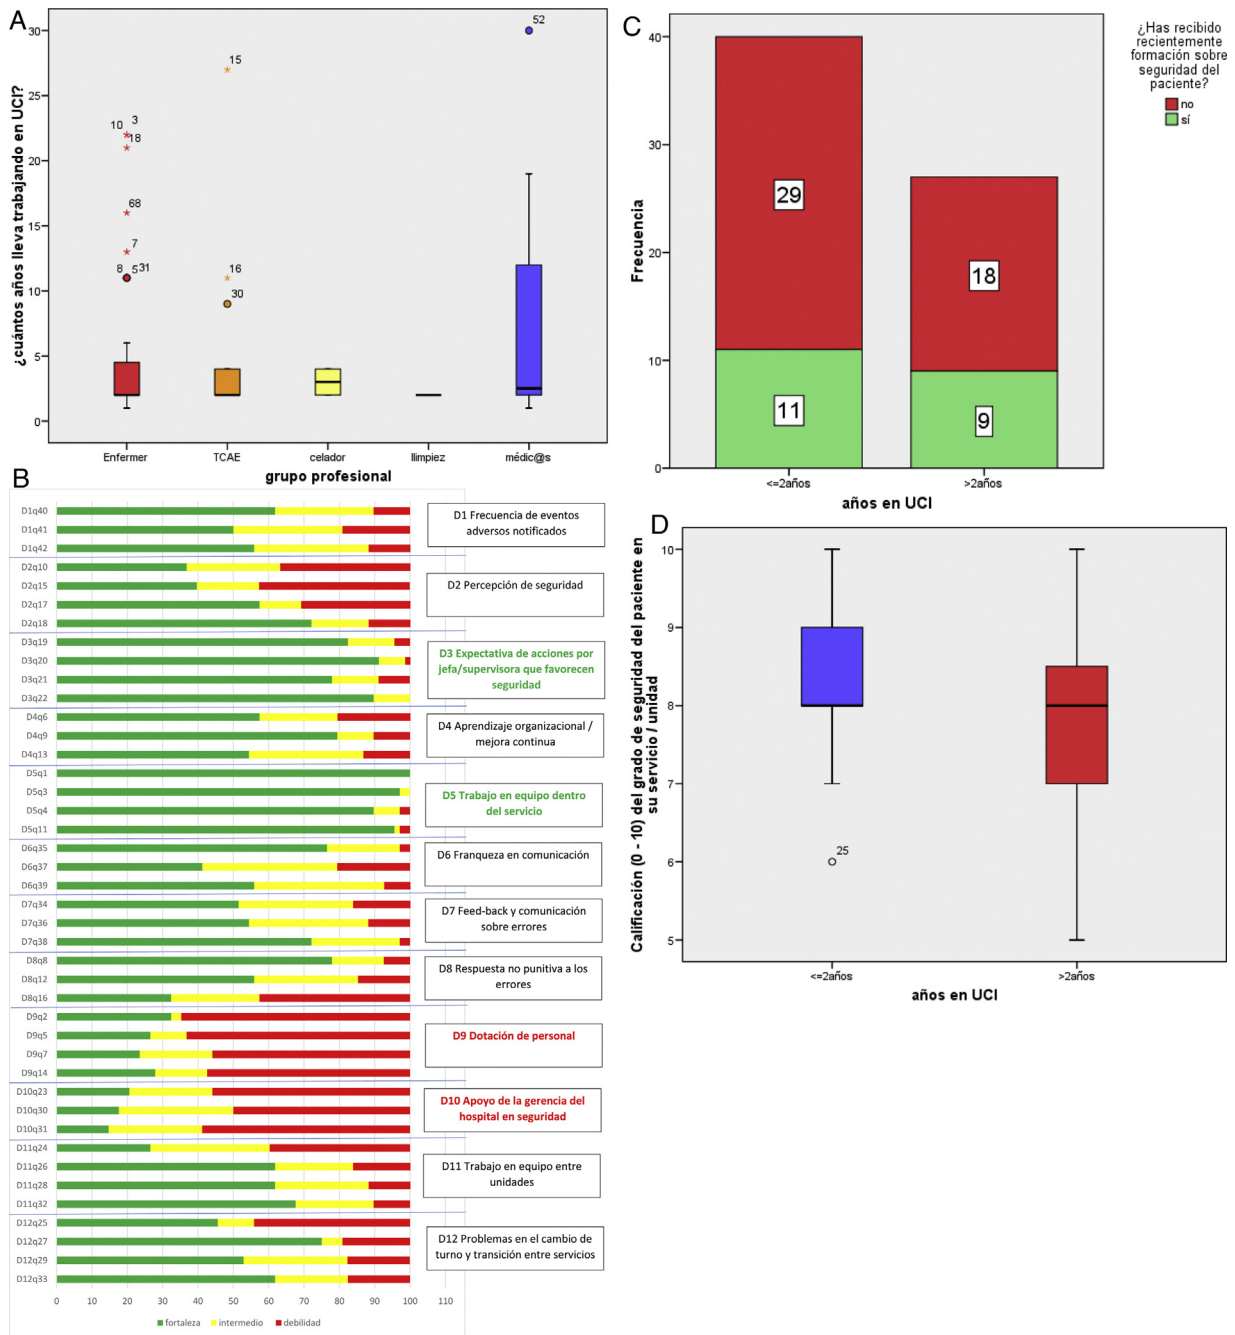 A
¿cuántos años lleva trabajando en UCI?
30
25
20
15
10
5
0
52
15
10
3
18
68
7
8
5
31
16
30
Enfermer
TCAE
celador
llimpiez
médic@s
grupo profesional
C
Frecuencia
40
30
20
10
0
29
11
18
9
<=2años
>2años
años en UCI
¿Has recibido
recientemente
formación sobre
seguridad del
paciente?
no
sí
B
D1q40
D1q41
D1q42
D1 Frecuencia de eventos
adversos notificados
D2q10
D2q15
D2q17
D2q18
D2 Percepción de seguridad
D3q19
D3q20
D3q21
D3q22
D3 Expectativa de acciones por
jefa/supervisora que favorecen
seguridad
D4q6
D4q9
D4q13
D4 Aprendizaje organizacional /
mejora continua
D5q1
D5q3
D5q4
D5q11
D5 Trabajo en equipo dentro
del servicio
D6q35
D6q37
D6q39
D6 Franqueza en comunicación
D7q34
D7q36
D7q38
D7 Feed-back y comunicación
sobre errores
D8q8
D8q12
D8q16
D8 Respuesta no punitiva a los
errores
D9q2
D9q5
D9q7
D9q14
D9 Dotación de personal
D10q23
D10q30
D10q31
D10 Apoyo de la gerencia del
hospital en seguridad
D11q24
D11q26
D11q28
D11q32
D11 Trabajo en equipo entre
unidades
D12q25
D12q27
D12q29
D12q33
D12 Problemas en el cambio de
turno y transición entre servicios
0 10 20 30 40 50 60 70 80 90 100 110
fortaleza intermedio debilidad
D
Calificación (0 - 10) del grado de seguridad del paciente en
su servicio / unidad
10
9
8
7
6
5
25
<=2años
>2años
años en UCI